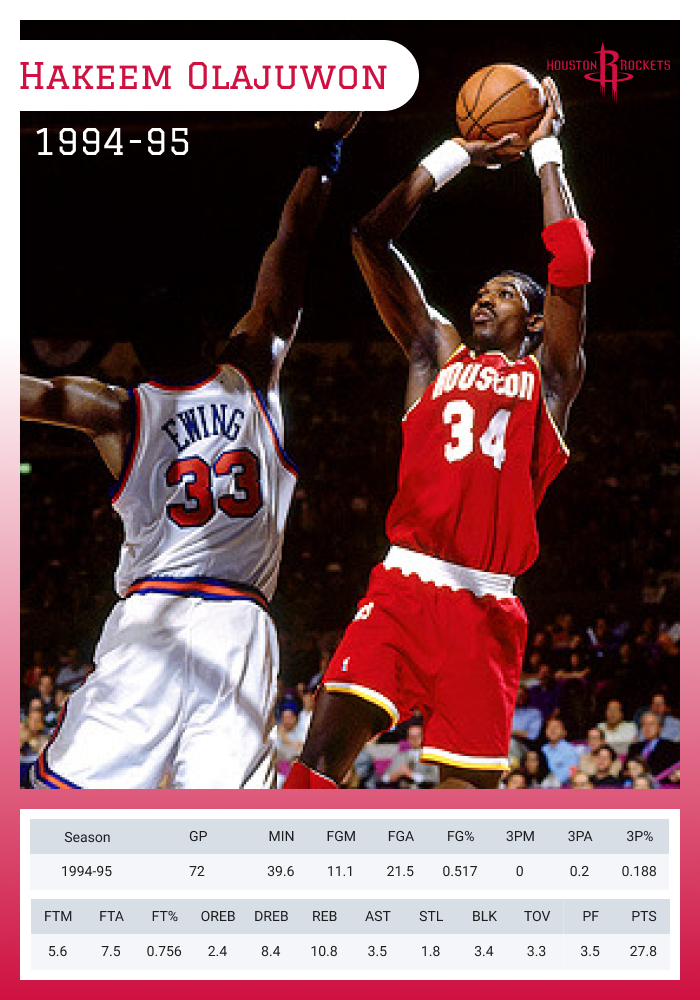 Hakeem Olajuwon
HOUSTON R ROCKETS
1994-95
HOUSTON
34
EWING
33
Season GP MIN FGM FGA FG% 3PM 3PA 3P%
1994-95 72 39.6 11.1 21.5 0.517 0 0.2 0.188
FTM FTA FT% OREB DREB REB AST STL BLK TOV PF PTS
5.6 7.5 0.756 2.4 8.4 10.8 3.5 1.8 3.4 3.3 3.5 27.8